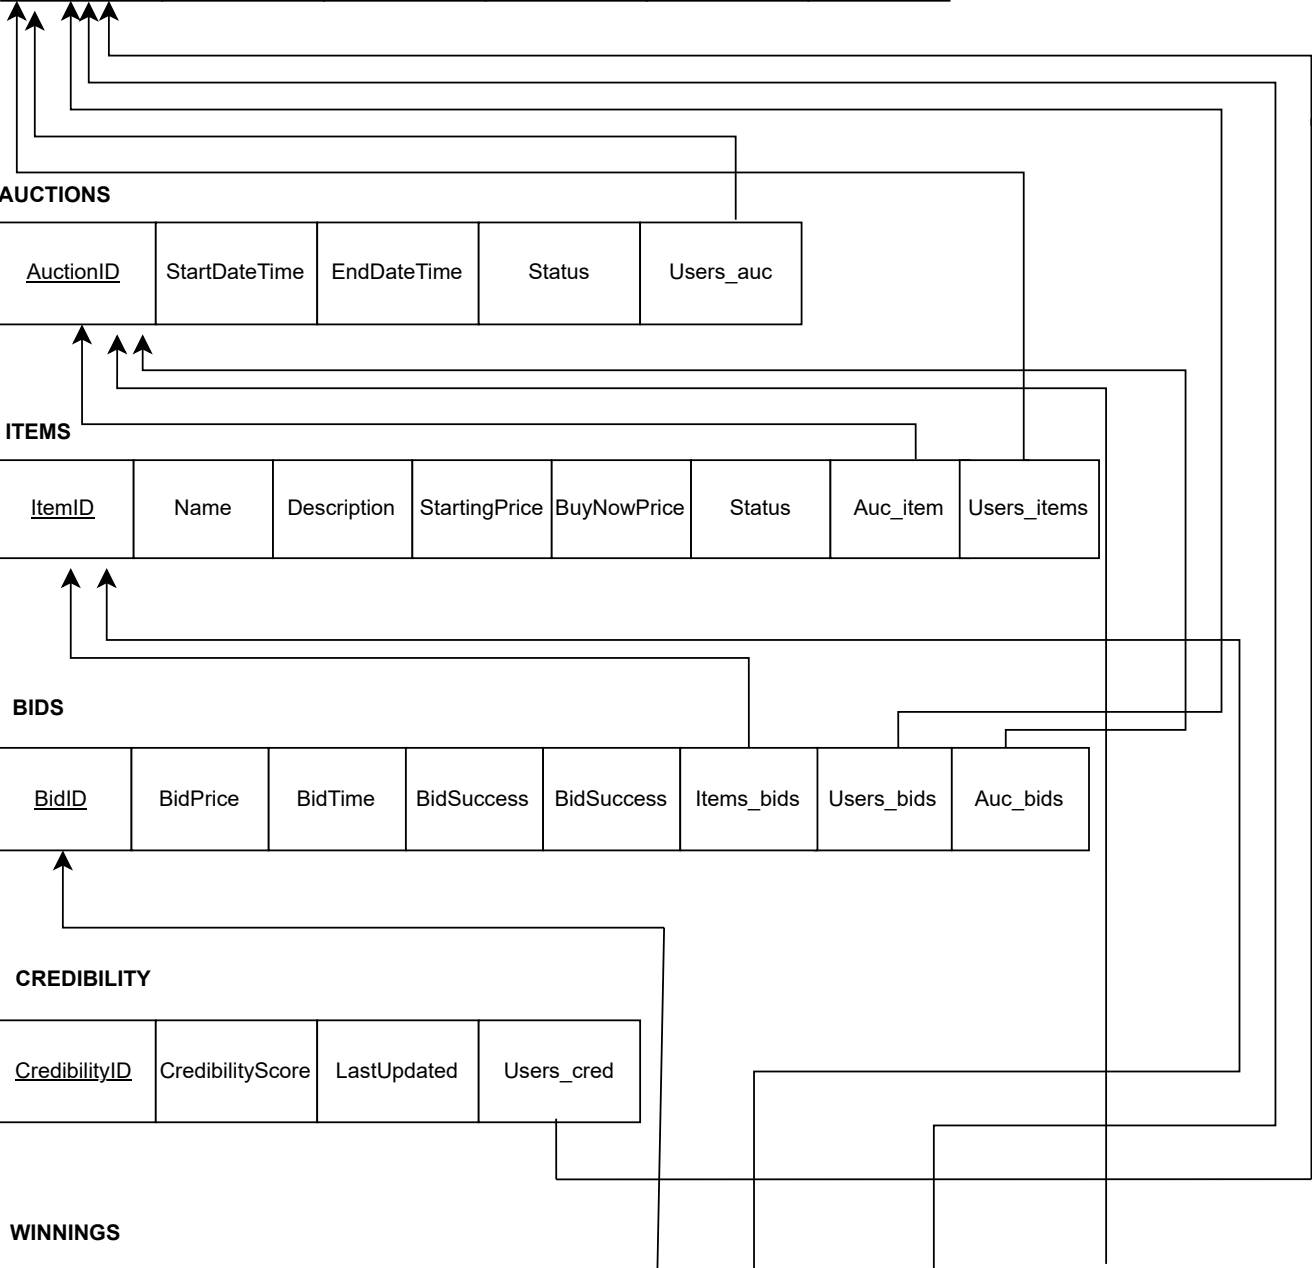 AUCTIONS
AuctionID StartDateTime EndDateTime Status Users_auc
ITEMS
ItemID Name Description StartingPrice BuyNowPrice Status Auc_item Users_items
BIDS
BidID BidPrice BidTime BidSuccess BidSuccess Items_bids Users_bids Auc_bids
CREDIBILITY
CredibilityID CredibilityScore LastUpdated Users_cred
WINNINGS